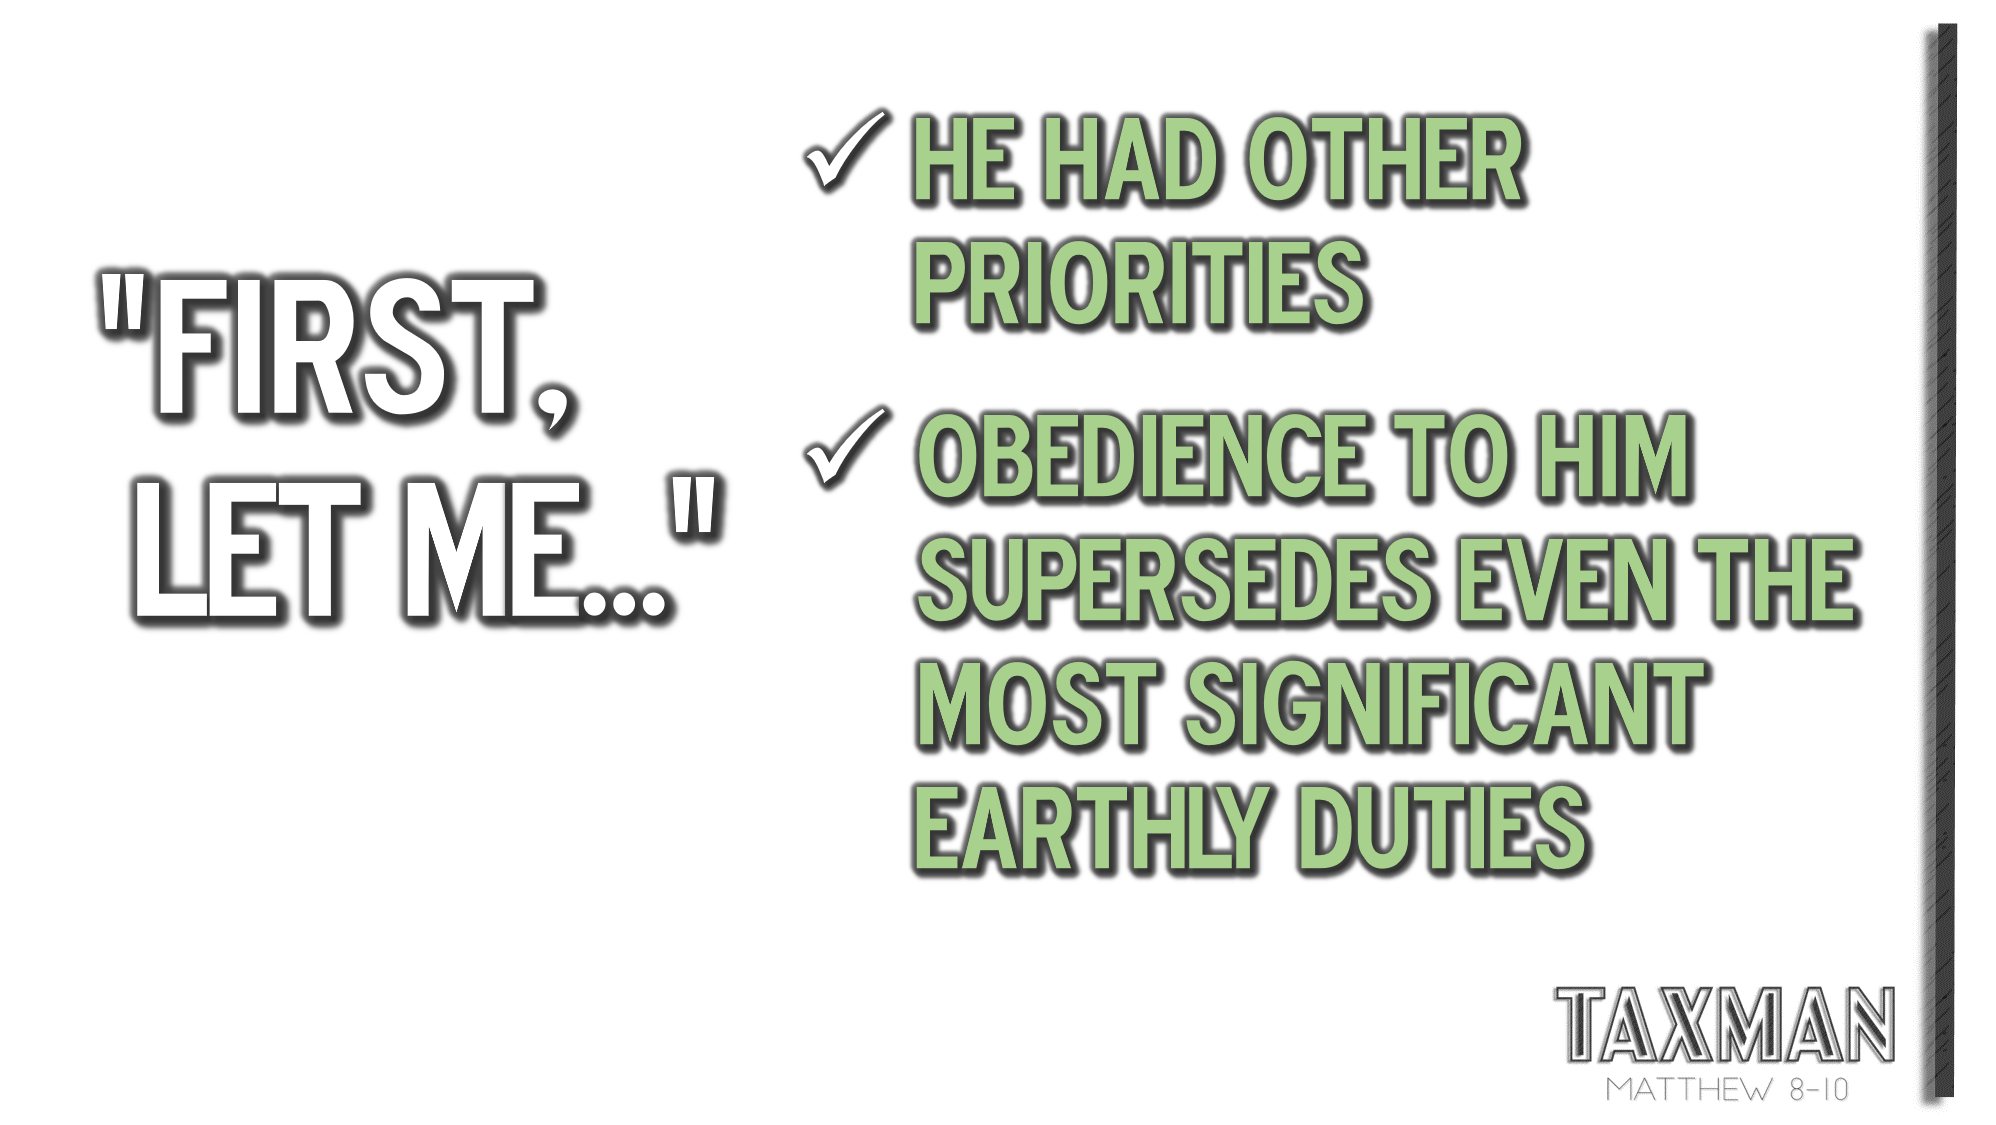 "FIRST,
LET ME..."
✓ HE HAD OTHER
PRIORITIES
✓ OBEDIENCE TO HIM
SUPERSEDES EVEN THE
MOST SIGNIFICANT
EARTHLY DUTIES
TAXMAN
MATTHEW 8-10